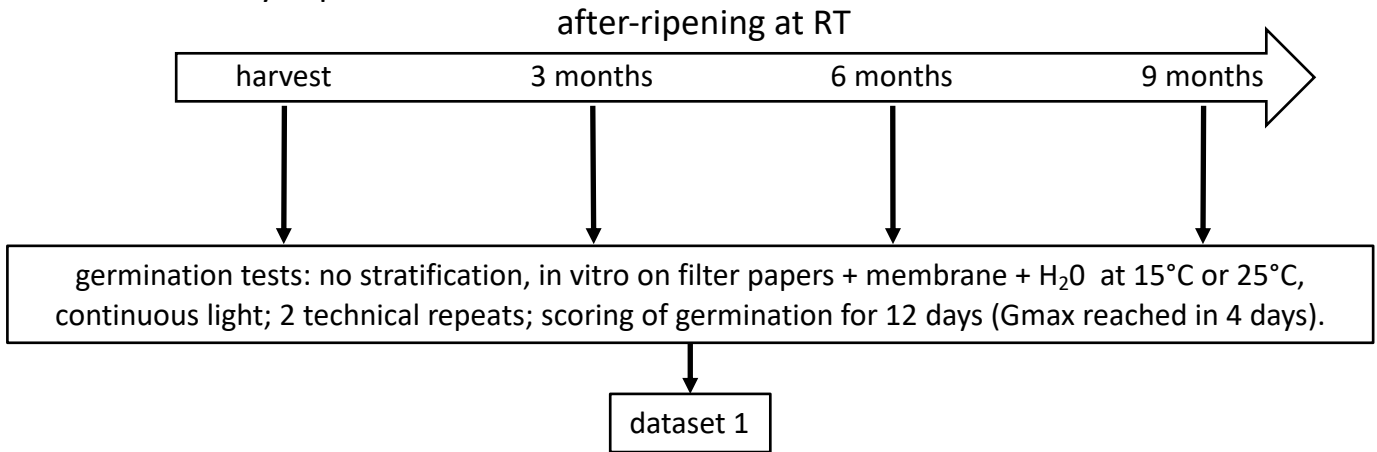 after-ripening at RT
harvest 3 months 6 months 9 months
germination tests: no stratification, in vitro on filter papers + membrane + H₂0 at 15°C or 25°C,
continuous light; 2 technical repeats; scoring of germination for 12 days (Gmax reached in 4 days).
dataset 1